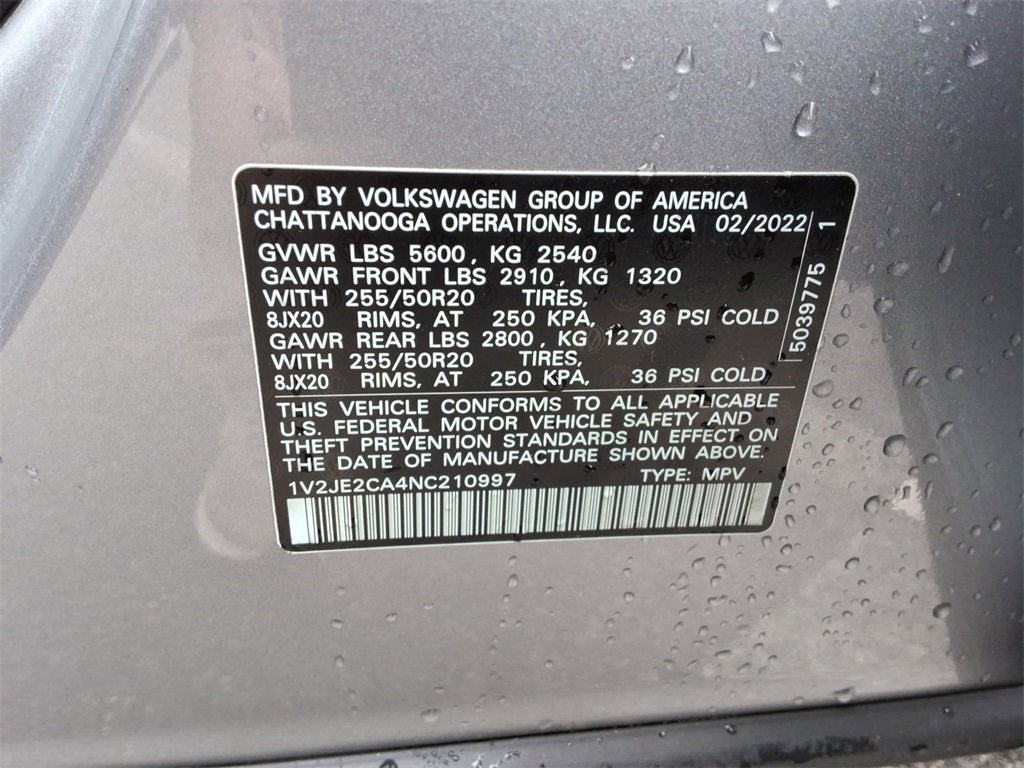 MFD BY VOLKSWAGEN GROUP OF AMERICA
CHATTANOOGA OPERATIONS, LLC. USA 02/2022
GVWR LBS 5600, KG 2540
GAWR FRONT LBS 2910, KG 1320
WITH 255/50R20 TIRES,
8JX20 RIMS, AT 250 KPA, 36 PSI COLD
GAWR REAR LBS 2800, KG 1270
WITH 255/50R20 TIRES,
8JX20 RIMS, AT 250 KPA, 36 PSI COLD
THIS VEHICLE CONFORMS TO ALL APPLICABLE
U.S. FEDERAL MOTOR VEHICLE SAFETY AND
THEFT PREVENTION STANDARDS IN EFFECT ON
THE DATE OF MANUFACTURE SHOWN ABOVE.
1V2JE2CA4NC210997 TYPE: MPV
5039775 1